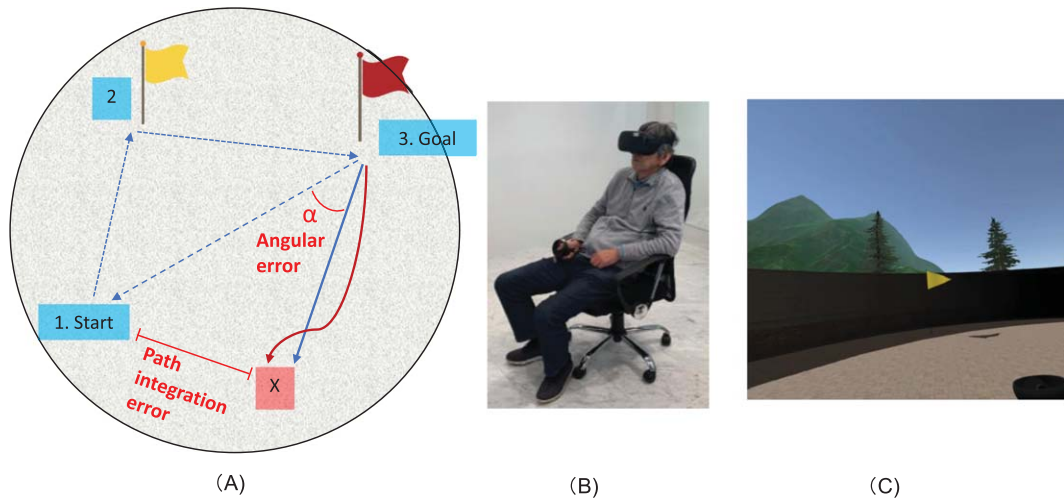 2
3. Goal
α
Angular
error
1. Start
Path
integration
error
X
(A)
(B)
(C)